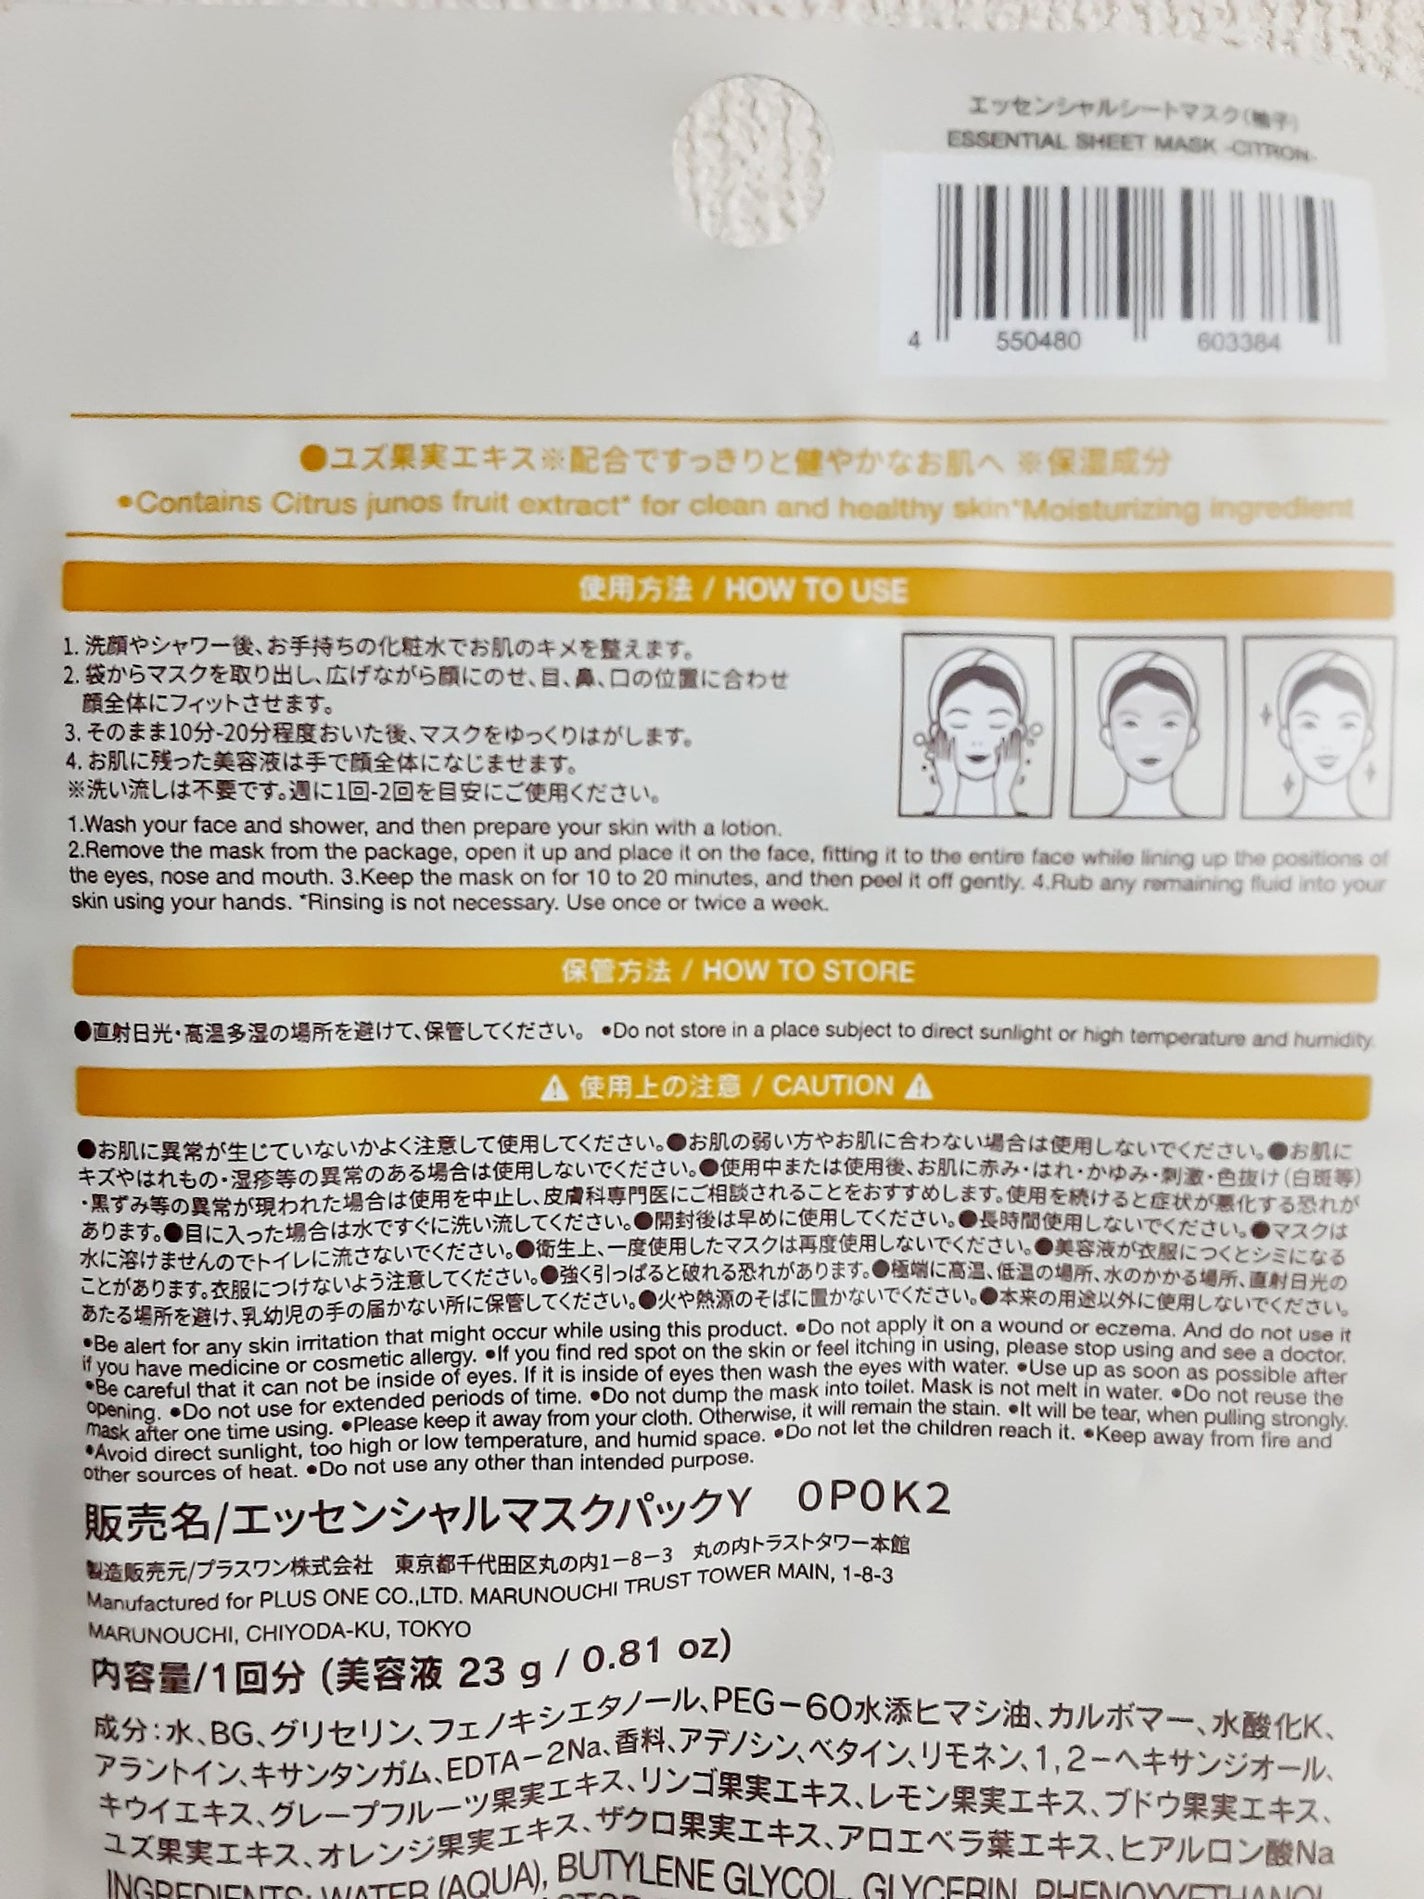 エッセンシャルシートマスク(柚子)
ESSENTIAL SHEET MASK -CITRON-
4 550480 603384
●ユズ果実エキス※配合ですっきりと健やかなお肌へ ※保湿成分
•Contains Citrus junos fruit extract* for clean and healthy skin*Moisturizing ingredient
使用方法 / HOW TO USE
1. 洗顔やシャワー後、お手持ちの化粧水でお肌のキメを整えます。
2. 袋からマスクを取り出し、広げながら顔にのせ、目、鼻、口の位置に合わせ
顔全体にフィットさせます。
3. そのまま10分-20分程度おいた後、マスクをゆっくりはがします。
4. お肌に残った美容液は手で顔全体になじませます。
※洗い流しは不要です。週に1回-2回を目安にご使用ください。
1.Wash your face and shower, and then prepare your skin with a lotion.
2.Remove the mask from the package, open it up and place it on the face, fitting it to the entire face while lining up the positions of
the eyes, nose and mouth. 3.Keep the mask on for 10 to 20 minutes, and then peel it off gently. 4.Rub any remaining fluid into your
skin using your hands. *Rinsing is not necessary. Use once or twice a week.
保管方法 / HOW TO STORE
●直射日光・高温多湿の場所を避けて、保管してください。 •Do not store in a place subject to direct sunlight or high temperature and humidity.
⚠ 使用上の注意 / CAUTION ⚠
●お肌に異常が生じていないかよく注意して使用してください。●お肌の弱い方やお肌に合わない場合は使用しないでください。●お肌に
キズやはれもの・湿疹等の異常のある場合は使用しないでください。●使用中または使用後、お肌に赤み・はれ・かゆみ・刺激・色抜け(白斑等)
・黒ずみ等の異常が現われた場合は使用を中止し、皮膚科専門医にご相談されることをおすすめします。使用を続けると症状が悪化する恐れが
あります。●目に入った場合は水ですぐに洗い流してください。●開封後は早めに使用してください。●長時間使用しないでください。●マスクは
水に溶けませんのでトイレに流さないでください。●衛生上、一度使用したマスクは再度使用しないでください。●美容液が衣服につくとシミになる
ことがあります。衣服につけないよう注意してください。●強く引っぱると破れる恐れがあります。●極端に高温、低温の場所、水のかかる場所、直射日光の
あたる場所を避け、乳幼児の手の届かない所に保管してください。●火や熱源のそばに置かないでください。●本来の用途以外に使用しないでください。
•Be alert for any skin irritation that might occur while using this product. •Do not apply it on a wound or eczema. And do not use it
if you have medicine or cosmetic allergy. •If you find red spot on the skin or feel itching in using, please stop using and see a doctor.
•Be careful that it can not be inside of eyes. If it is inside of eyes then wash the eyes with water. •Use up as soon as possible after
opening. •Do not use for extended periods of time. •Do not dump the mask into toilet. Mask is not melt in water. •Do not reuse the
mask after one time using. •Please keep it away from your cloth. Otherwise, it will remain the stain. •It will be tear, when pulling strongly.
•Avoid direct sunlight, too high or low temperature, and humid space. •Do not let the children reach it. •Keep away from fire and
other sources of heat. •Do not use any other than intended purpose.
販売名/エッセンシャルマスクパックY 0P0K2
製造販売元/プラスワン株式会社 東京都千代田区丸の内1-8-3 丸の内トラストタワー本館
Manufactured for PLUS ONE CO.,LTD. MARUNOUCHI TRUST TOWER MAIN, 1-8-3
MARUNOUCHI, CHIYODA-KU, TOKYO
内容量/1回分 (美容液 23 g / 0.81 oz)
成分：水、BG、グリセリン、フェノキシエタノール、PEG-60水添ヒマシ油、カルボマー、水酸化K、
アラントイン、キサンタンガム、EDTA-2Na、香料、アデノシン、ベタイン、リモネン、1,2-ヘキサンジオール、
キウイエキス、グレープフルーツ果実エキス、リンゴ果実エキス、レモン果実エキス、ブドウ果実エキス、
ユズ果実エキス、オレンジ果実エキス、ザクロ果実エキス、アロエベラ葉エキス、ヒアルロン酸Na
INGREDIENTS: WATER (AQUA), BUTYLENE GLYCOL, GLYCERIN, PHENOXYETHANOL